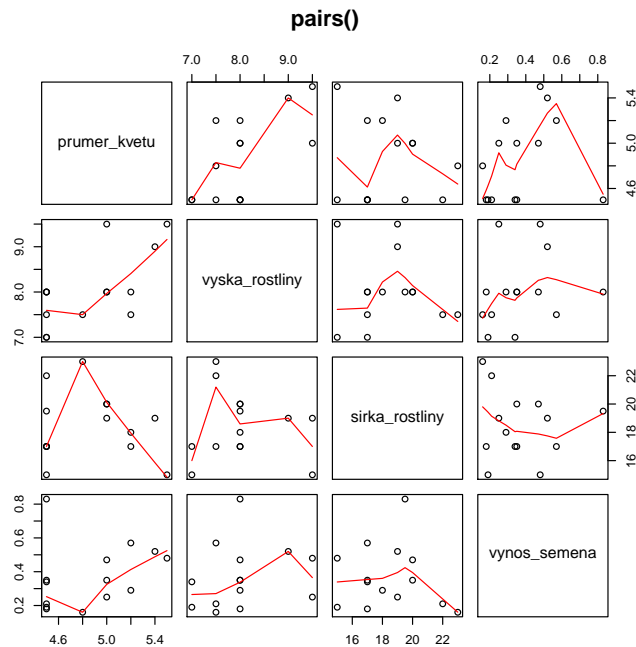 pairs()
7.0 9.0 0.2 0.4 0.6 0.8
prumer_kvetu
4.6 5.0 5.4
7.0 8.0 9.0
vyska_rostliny
sirka_rostliny
16 18 20 22
0.2 0.4 0.6 0.8
vynos_semena
4.6 5.0 5.4 16 18 20 22